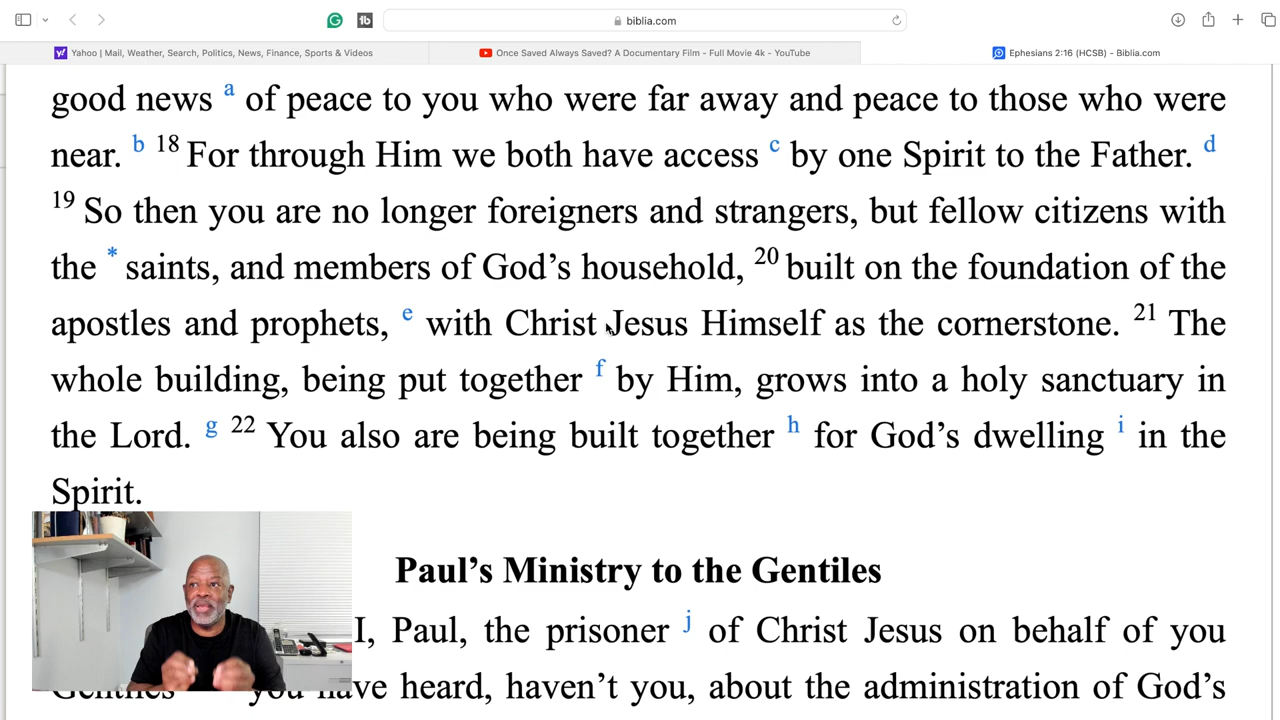 biblia.com
Yahoo | Mail, Weather, Search, Politics, News, Finance, Sports & Videos
Once Saved Always Saved? A Documentary Film - Full Movie 4k - YouTube
Ephesians 2:16 (HCSB) - Biblia.com
good news a of peace to you who were far away and peace to those who were
near. b 18 For through Him we both have access c by one Spirit to the Father. d
19 So then you are no longer foreigners and strangers, but fellow citizens with
the * saints, and members of God’s household, 20 built on the foundation of the
apostles and prophets, e with Christ Jesus Himself as the cornerstone. 21 The
whole building, being put together f by Him, grows into a holy sanctuary in
the Lord. g 22 You also are being built together h for God’s dwelling i in the
Spirit.
Paul’s Ministry to the Gentiles
I, Paul, the prisoner j of Christ Jesus on behalf of you
Gentiles you have heard, haven’t you, about the administration of God’s